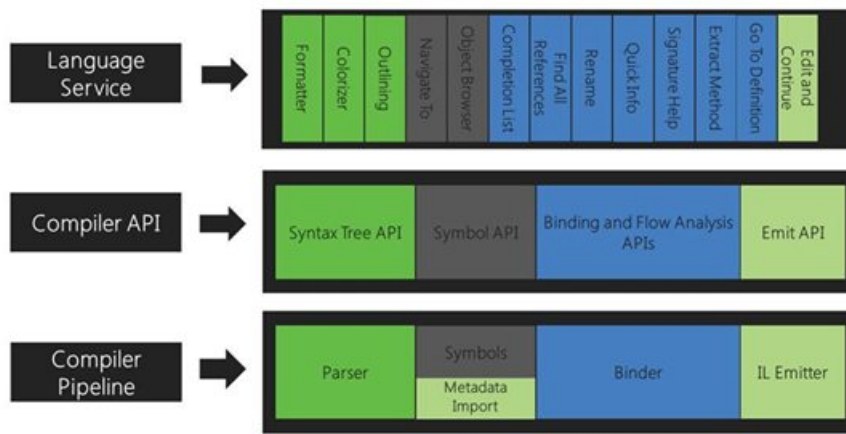 Language
Service
Formatter
Colorizer
Outlining
Navigate To
Object Browser
Completion List
Find All
References
Rename
Quick Info
Signature Help
Extract Method
Go To Definition
Edit and
Continue
Compiler API
Syntax Tree API
Symbol API
Binding and Flow Analysis
APIs
Emit API
Compiler
Pipeline
Parser
Symbols
Metadata
Import
Binder
IL Emitter